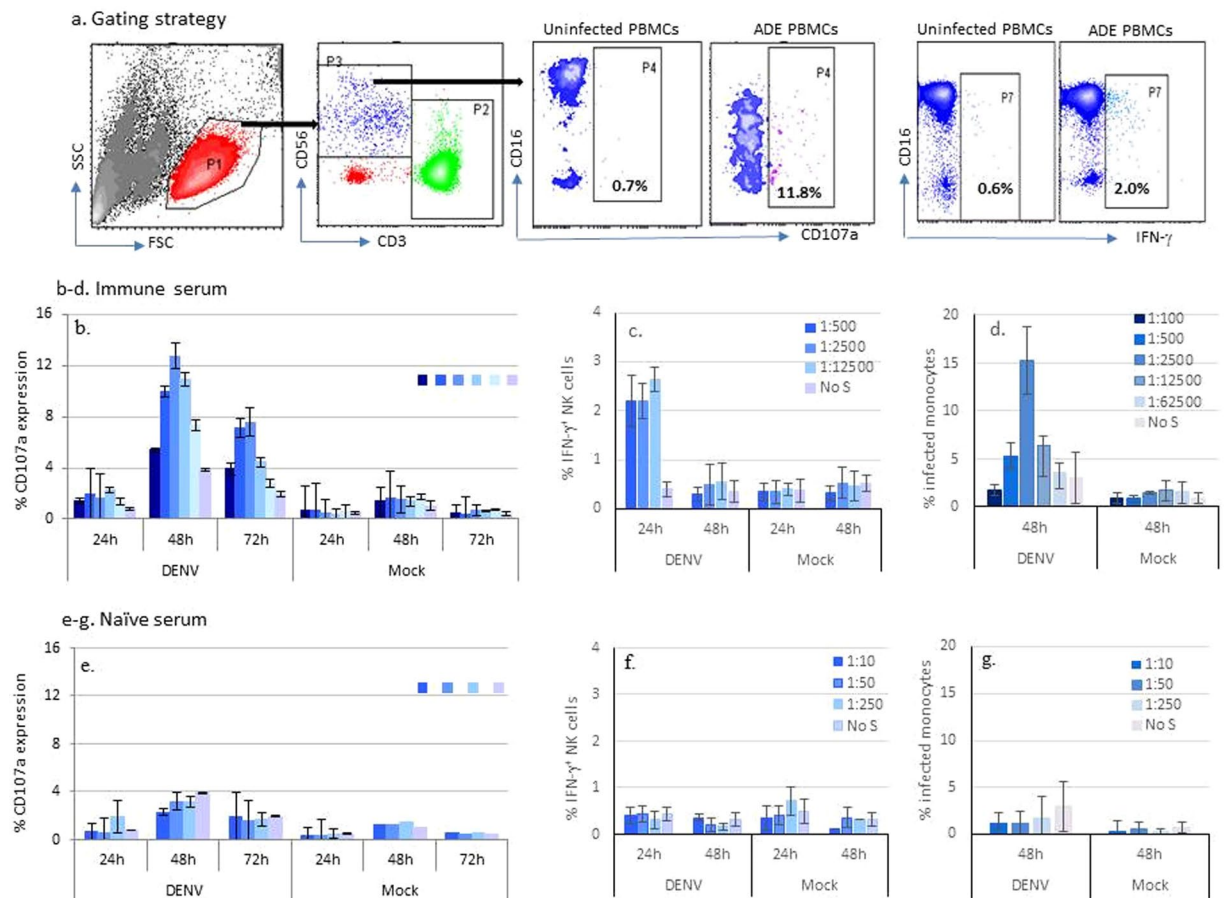 a. Gating strategy
Uninfected PBMCs
ADE PBMCs
Uninfected PBMCs
ADE PBMCs
SSC
P1
FSC
CD56
P3
P2
CD3
CD16
P4
0.7%
P4
11.8%
CD107a
CD16
P7
0.6%
P7
2.0%
IFN-γ
b-d. Immune serum
b.
% CD107a expression
16
12
8
4
0
24h 48h 72h 24h 48h 72h
DENV Mock
c.
% IFN-γ⁺ NK cells
4
3
2
1
0
1:500
1:2500
1:12500
No S
24h 48h 24h 48h
DENV Mock
d.
% infected monocytes
20
15
10
5
0
1:100
1:500
1:2500
1:12500
1:62500
No S
48h 48h
DENV Mock
e-g. Naïve serum
e.
% CD107a expression
16
12
8
4
0
24h 48h 72h 24h 48h 72h
DENV Mock
f.
% IFN-γ⁺ NK cells
4
3
2
1
0
1:10
1:50
1:250
No S
24h 48h 24h 48h
DENV Mock
g.
% infected monocytes
20
15
10
5
0
1:10
1:50
1:250
No S
48h 48h
DENV Mock